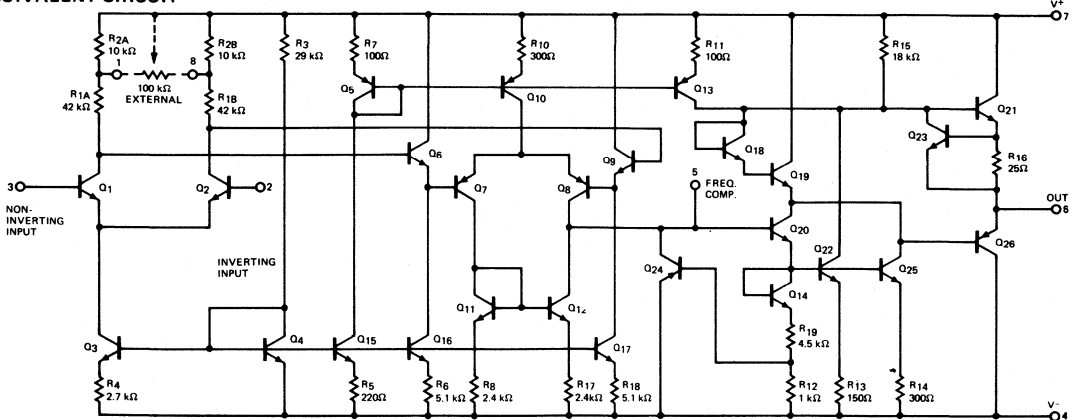 V+
7
R2A
10 kΩ
1
8
100 kΩ
EXTERNAL
R2B
10 kΩ
R3
29 kΩ
R7
100Ω
R10
300Ω
R11
100Ω
R15
18 kΩ
R1A
42 kΩ
R1B
42 kΩ
Q5
Q10
Q13
Q21
Q23
R16
25Ω
Q18
Q6
Q9
Q19
3
Q1
Q2
2
Q7
Q8
5
FREQ.
COMP.
OUT
6
NON-
INVERTING
INPUT
INVERTING
INPUT
Q20
Q22
Q25
Q26
Q24
Q14
Q11
Q12
R19
4.5 kΩ
Q3
Q4
Q15
Q16
Q17
R4
2.7 kΩ
R5
220Ω
R6
5.1 kΩ
R8
2.4 kΩ
R17
2.4kΩ
R18
5.1 kΩ
R12
1 kΩ
R13
150Ω
R14
300Ω
V-
4